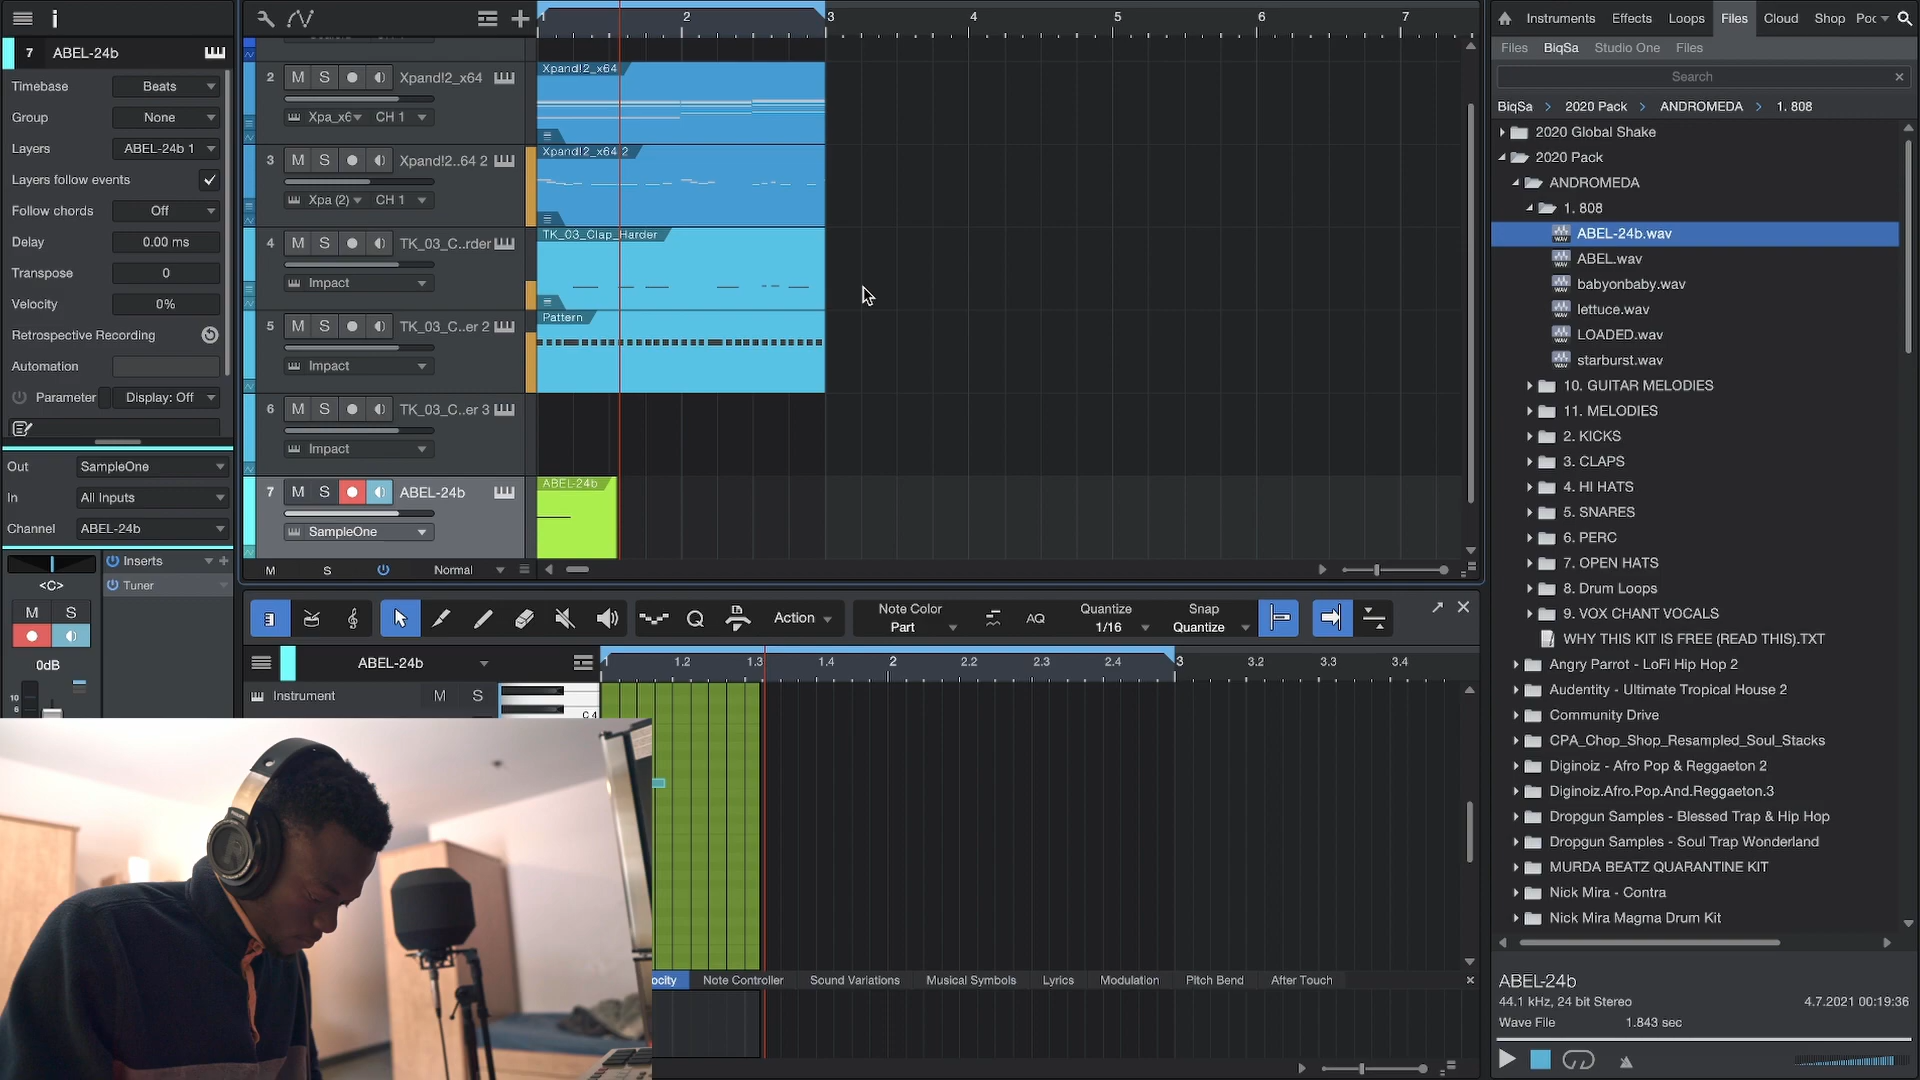 7 ABEL-24b
Timebase Beats
Group None
Layers ABEL-24b 1
Layers follow events
Follow chords Off
Delay 0.00 ms
Transpose 0
Velocity 0%
Retrospective Recording
Automation
Parameter Display: Off
Out SampleOne
In All Inputs
Channel ABEL-24b
Inserts
<C> Tuner
M S
0dB
10
6
1 2 3 4 5 6 7
2 M S Xpand!2_x64
Xpa_x6 CH 1
3 M S Xpand!2..64 2
Xpa (2) CH 1
4 M S TK_03_C..rder
Impact
5 M S TK_03_C..er 2
Impact
6 M S TK_03_C..er 3
Impact
7 M S ABEL-24b
SampleOne
M S Normal
Xpand!2_x64
Xpand!2_x64 2
TK_03_Clap_Harder
Pattern
ABEL-24b
Action
Note Color
Part
AQ
Quantize
1/16
Snap
Quantize
ABEL-24b
1 1.2 1.3 1.4 2 2.2 2.3 2.4 3 3.2 3.3 3.4
Instrument M S
C 4
ocity Note Controller Sound Variations Musical Symbols Lyrics Modulation Pitch Bend After Touch
Instruments Effects Loops Files Cloud Shop Poc
Files BiqSa Studio One Files
Search
BiqSa > 2020 Pack > ANDROMEDA > 1. 808
2020 Global Shake
2020 Pack
ANDROMEDA
1. 808
ABEL-24b.wav
ABEL.wav
babyonbaby.wav
lettuce.wav
LOADED.wav
starburst.wav
10. GUITAR MELODIES
11. MELODIES
2. KICKS
3. CLAPS
4. HI HATS
5. SNARES
6. PERC
7. OPEN HATS
8. Drum Loops
9. VOX CHANT VOCALS
WHY THIS KIT IS FREE (READ THIS).TXT
Angry Parrot - LoFi Hip Hop 2
Audentity - Ultimate Tropical House 2
Community Drive
CPA_Chop_Shop_Resampled_Soul_Stacks
Diginoiz - Afro Pop & Reggaeton 2
Diginoiz.Afro.Pop.And.Reggaeton.3
Dropgun Samples - Blessed Trap & Hip Hop
Dropgun Samples - Soul Trap Wonderland
MURDA BEATZ QUARANTINE KIT
Nick Mira - Contra
Nick Mira Magma Drum Kit
ABEL-24b
44.1 kHz, 24 bit Stereo 4.7.2021 00:19:36
Wave File 1.843 sec